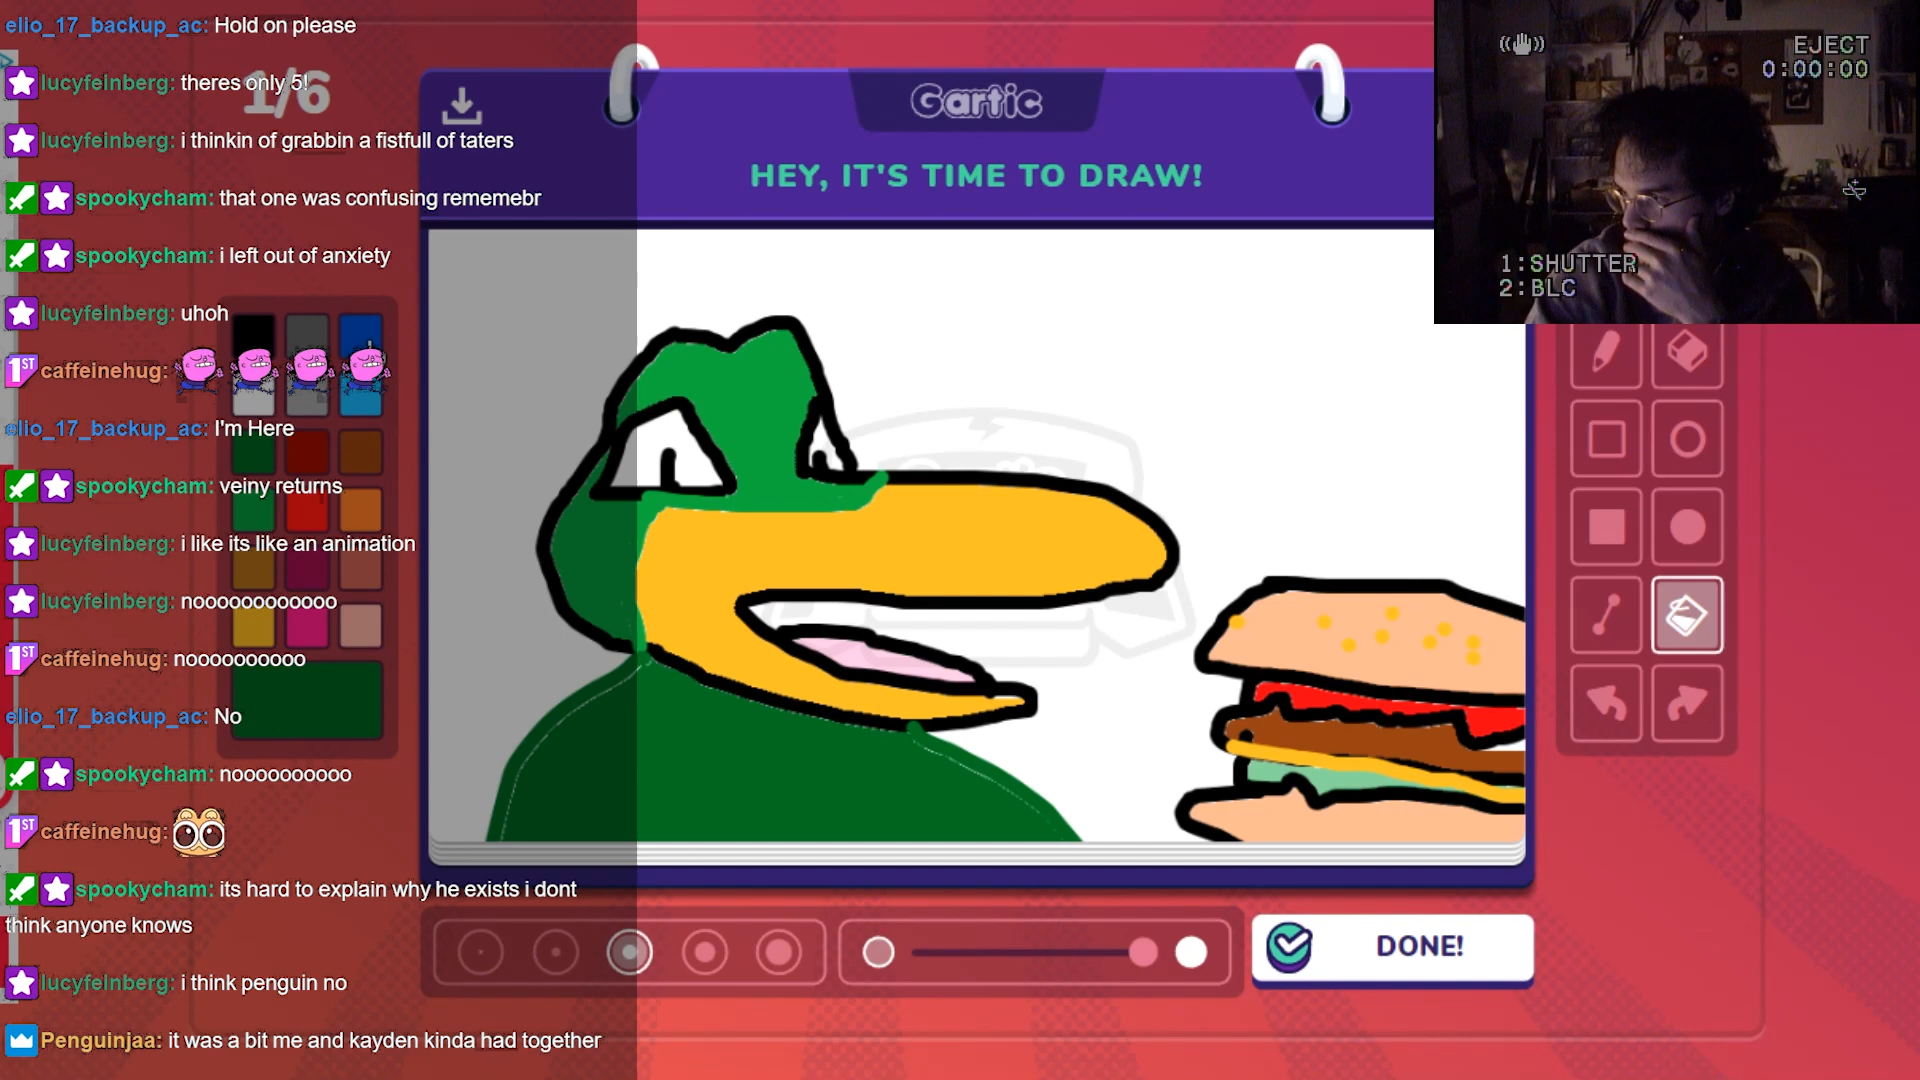 elio_17_backup_ac: Hold on please
lucyfeinberg: theres only 5!
lucyfeinberg: i thinkin of grabbin a fistfull of taters
spookycham: that one was confusing rememebr
spookycham: i left out of anxiety
lucyfeinberg: uhoh
1ST caffeinehug:
elio_17_backup_ac: I'm Here
spookycham: veiny returns
lucyfeinberg: i like its like an animation
lucyfeinberg: noooooooooooo
1ST caffeinehug: noooooooooo
elio_17_backup_ac: No
spookycham: noooooooooo
1ST caffeinehug:
spookycham: its hard to explain why he exists i dont
think anyone knows
lucyfeinberg: i think penguin no
Penguinjaa: it was a bit me and kayden kinda had together
1/6
Gartic
HEY, IT'S TIME TO DRAW!
DONE!
EJECT
0:00:00
1:SHUTTER
2:BLC